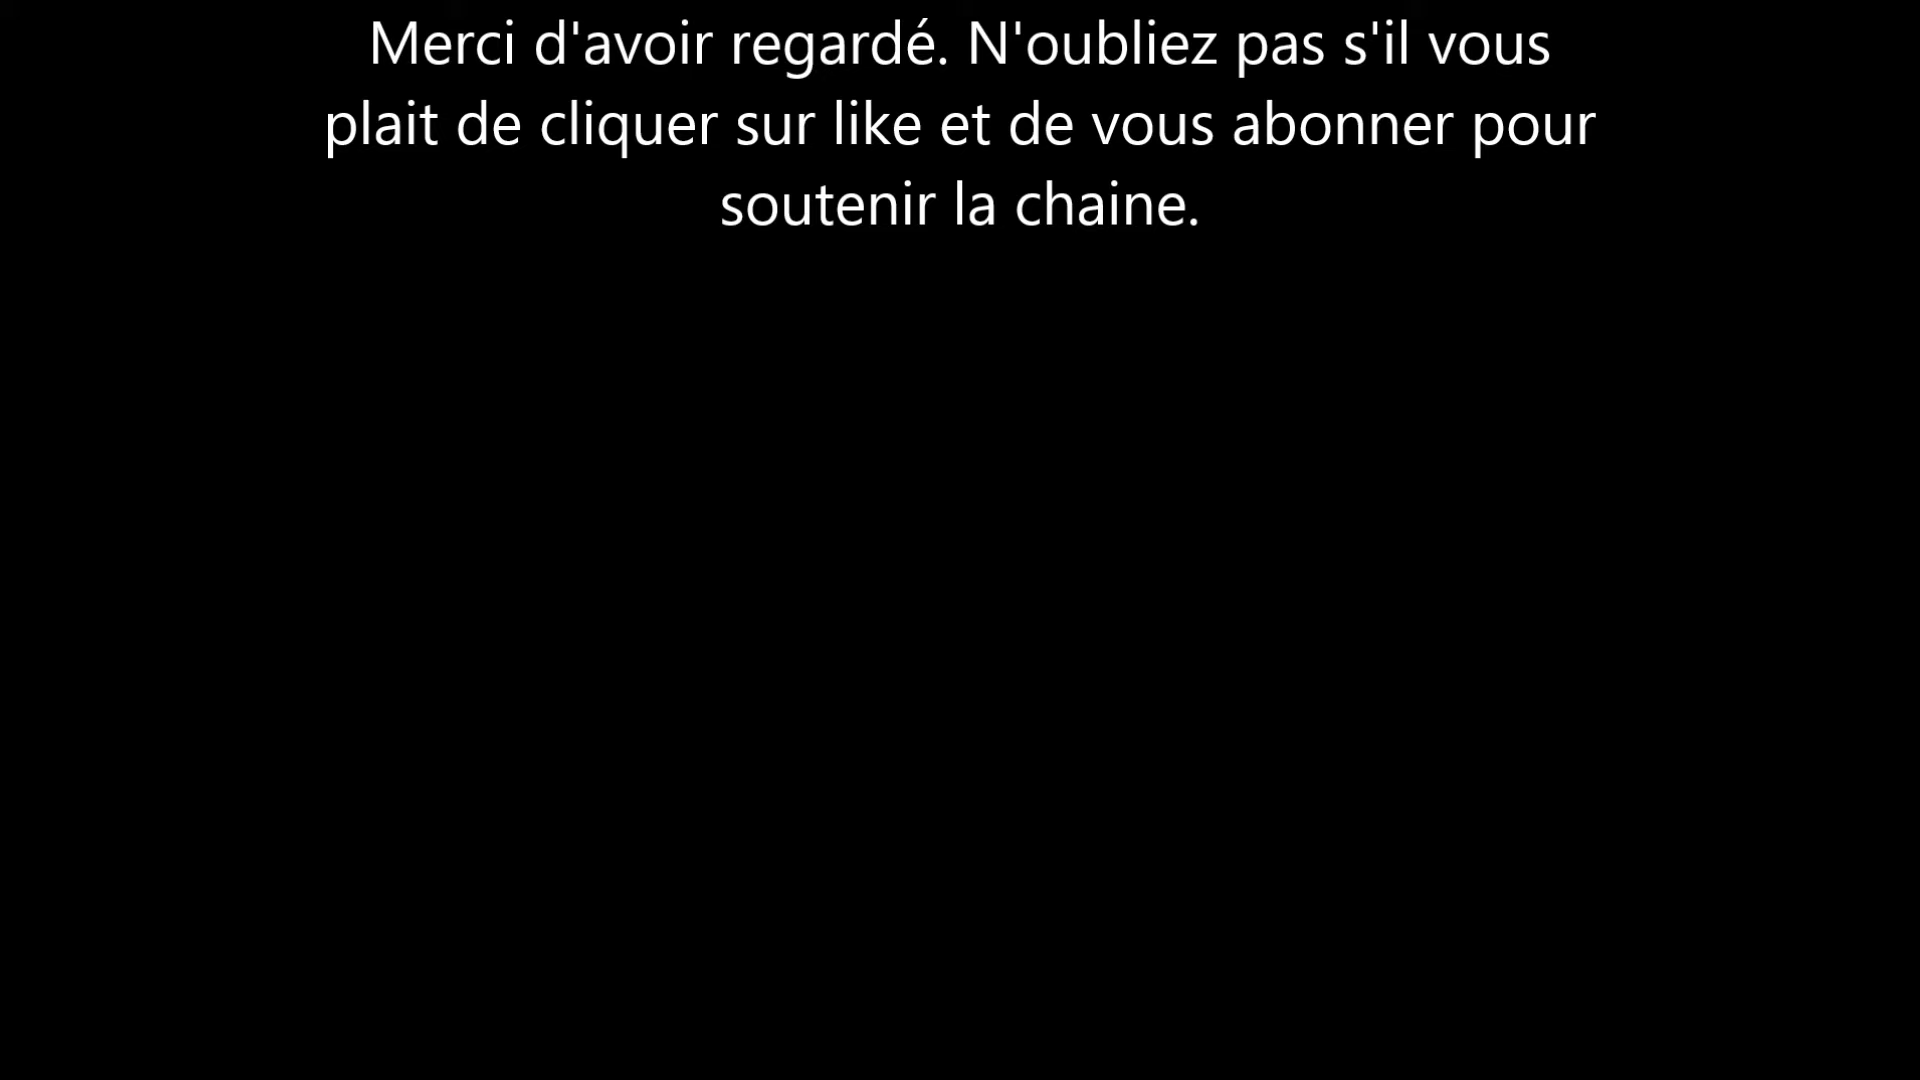 Merci d'avoir regardé. N'oubliez pas s'il vous
plait de cliquer sur like et de vous abonner pour
soutenir la chaine.